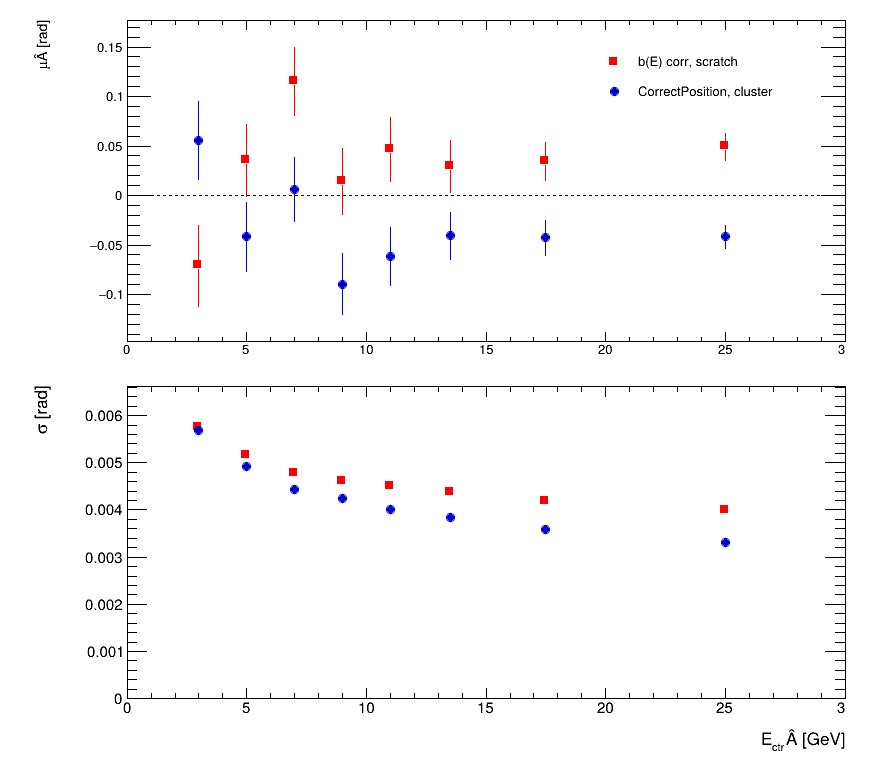 μÂ [rad]
0.15
0.1
0.05
0
−0.05
−0.1
b(E) corr, scratch
CorrectPosition, cluster
0 5 10 15 20 25 3
σ [rad]
0.006
0.005
0.004
0.003
0.002
0.001
0
0 5 10 15 20 25 3
E_ctr Â [GeV]